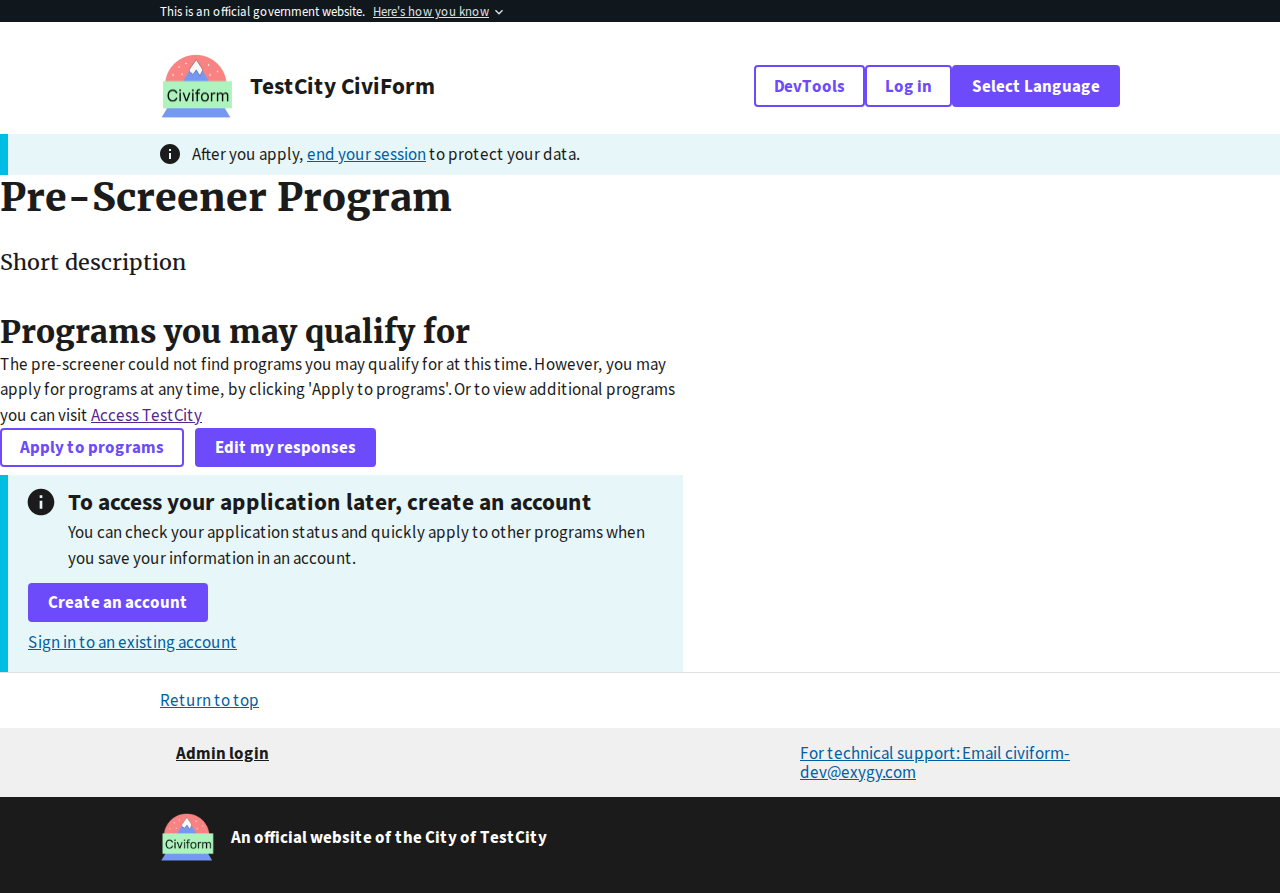 This is an official government website. Here's how you know
Civiform
TestCity CiviForm
DevTools
Log in
Select Language
After you apply, end your session to protect your data.
Pre-Screener Program
Short description
Programs you may qualify for
The pre-screener could not find programs you may qualify for at this time. However, you may
apply for programs at any time, by clicking 'Apply to programs'. Or to view additional programs
you can visit Access TestCity
Apply to programs
Edit my responses
To access your application later, create an account
You can check your application status and quickly apply to other programs when
you save your information in an account.
Create an account
Sign in to an existing account
Return to top
Admin login
For technical support: Email civiform-
dev@exygy.com
Civiform
An official website of the City of TestCity